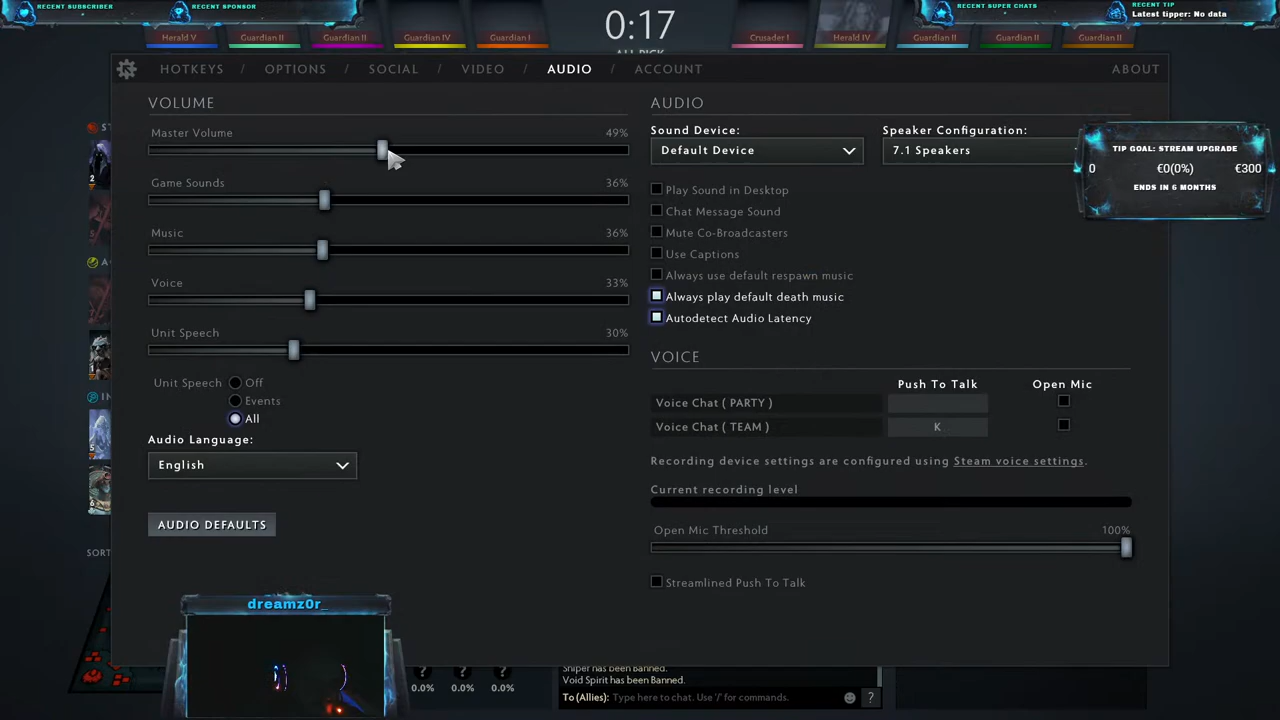 RECENT SUBSCRIBER
RECENT SPONSOR
RECENT SUPER CHATS
RECENT TIP
Latest tipper: No data
0:17
Herald V
Guardian II
Guardian II
Guardian IV
Guardian I
Crusader I
Herald IV
Guardian II
Guardian II
Guardian II
HOTKEYS / OPTIONS / SOCIAL / VIDEO / AUDIO / ACCOUNT
ABOUT
VOLUME
Master Volume 49%
Game Sounds 36%
Music 36%
Voice 33%
Unit Speech 30%
Unit Speech
Off
Events
All
Audio Language:
English
AUDIO DEFAULTS
AUDIO
Sound Device:
Default Device
Speaker Configuration:
7.1 Speakers
Play Sound in Desktop
Chat Message Sound
Mute Co-Broadcasters
Use Captions
Always use default respawn music
Always play default death music
Autodetect Audio Latency
VOICE
Push To Talk
Open Mic
Voice Chat ( PARTY )
Voice Chat ( TEAM ) K
Recording device settings are configured using Steam voice settings.
Current recording level
Open Mic Threshold 100%
Streamlined Push To Talk
TIP GOAL: STREAM UPGRADE
0 €0(0%) €300
ENDS IN 6 MONTHS
2
5
1
5
6
SORT
dreamz0r_
? ? ?
0.0% 0.0% 0.0%
Sniper has been Banned.
Void Spirit has been Banned.
To (Allies): Type here to chat. Use '/' for commands.
?